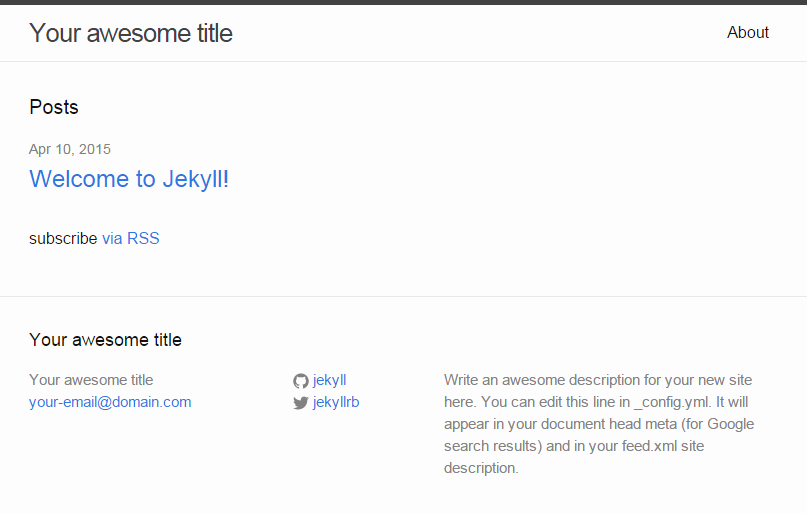 Your awesome title
About
Posts
Apr 10, 2015
Welcome to Jekyll!
subscribe via RSS
Your awesome title
Your awesome title
your-email@domain.com
jekyll
jekyllrb
Write an awesome description for your new site
here. You can edit this line in _config.yml. It will
appear in your document head meta (for Google
search results) and in your feed.xml site
description.